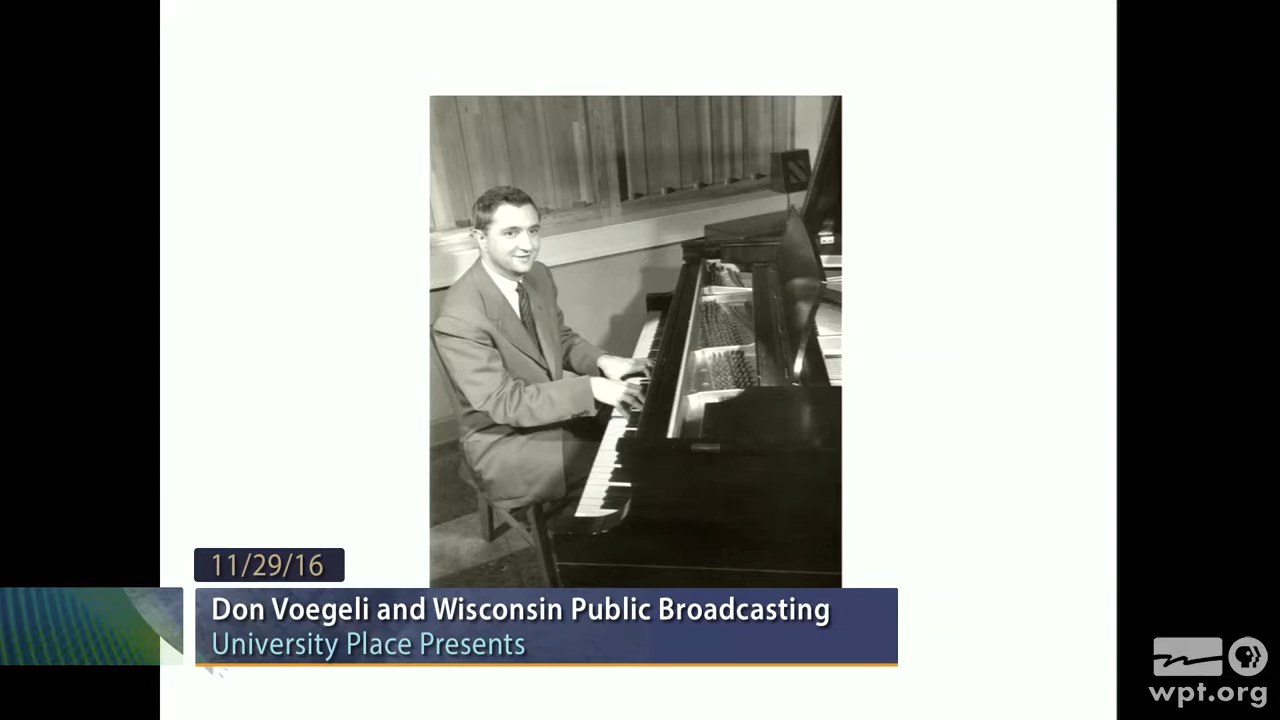 11/29/16
Don Voegeli and Wisconsin Public Broadcasting
University Place Presents
wpt.org